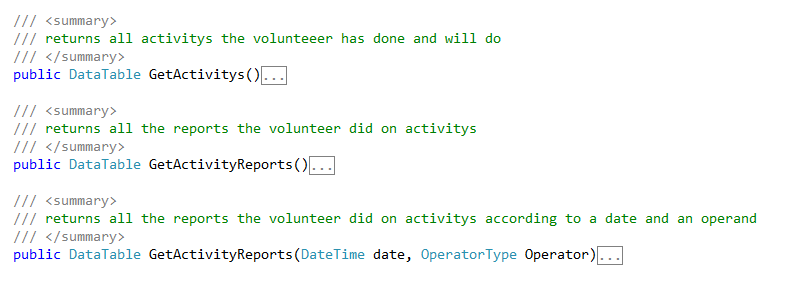 /// <summary>
/// returns all activitys the volunteeer has done and will do
/// </summary>
public DataTable GetActivitys()...
/// <summary>
/// returns all the reports the volunteer did on activitys
/// </summary>
public DataTable GetActivityReports()...
/// <summary>
/// returns all the reports the volunteer did on activitys according to a date and an operand
/// </summary>
public DataTable GetActivityReports(DateTime date, OperatorType Operator)...